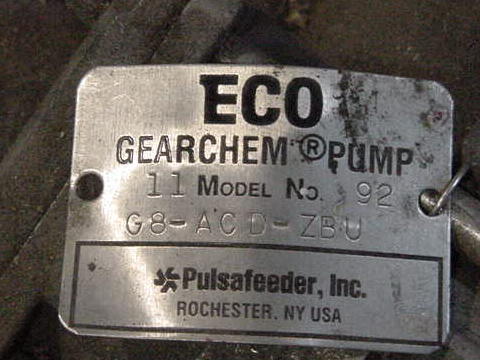 ECO
GEARCHEM® PUMP
11 MODEL No. 92
G8-ACD-ZBU
Pulsafeeder, Inc.
ROCHESTER, NY USA